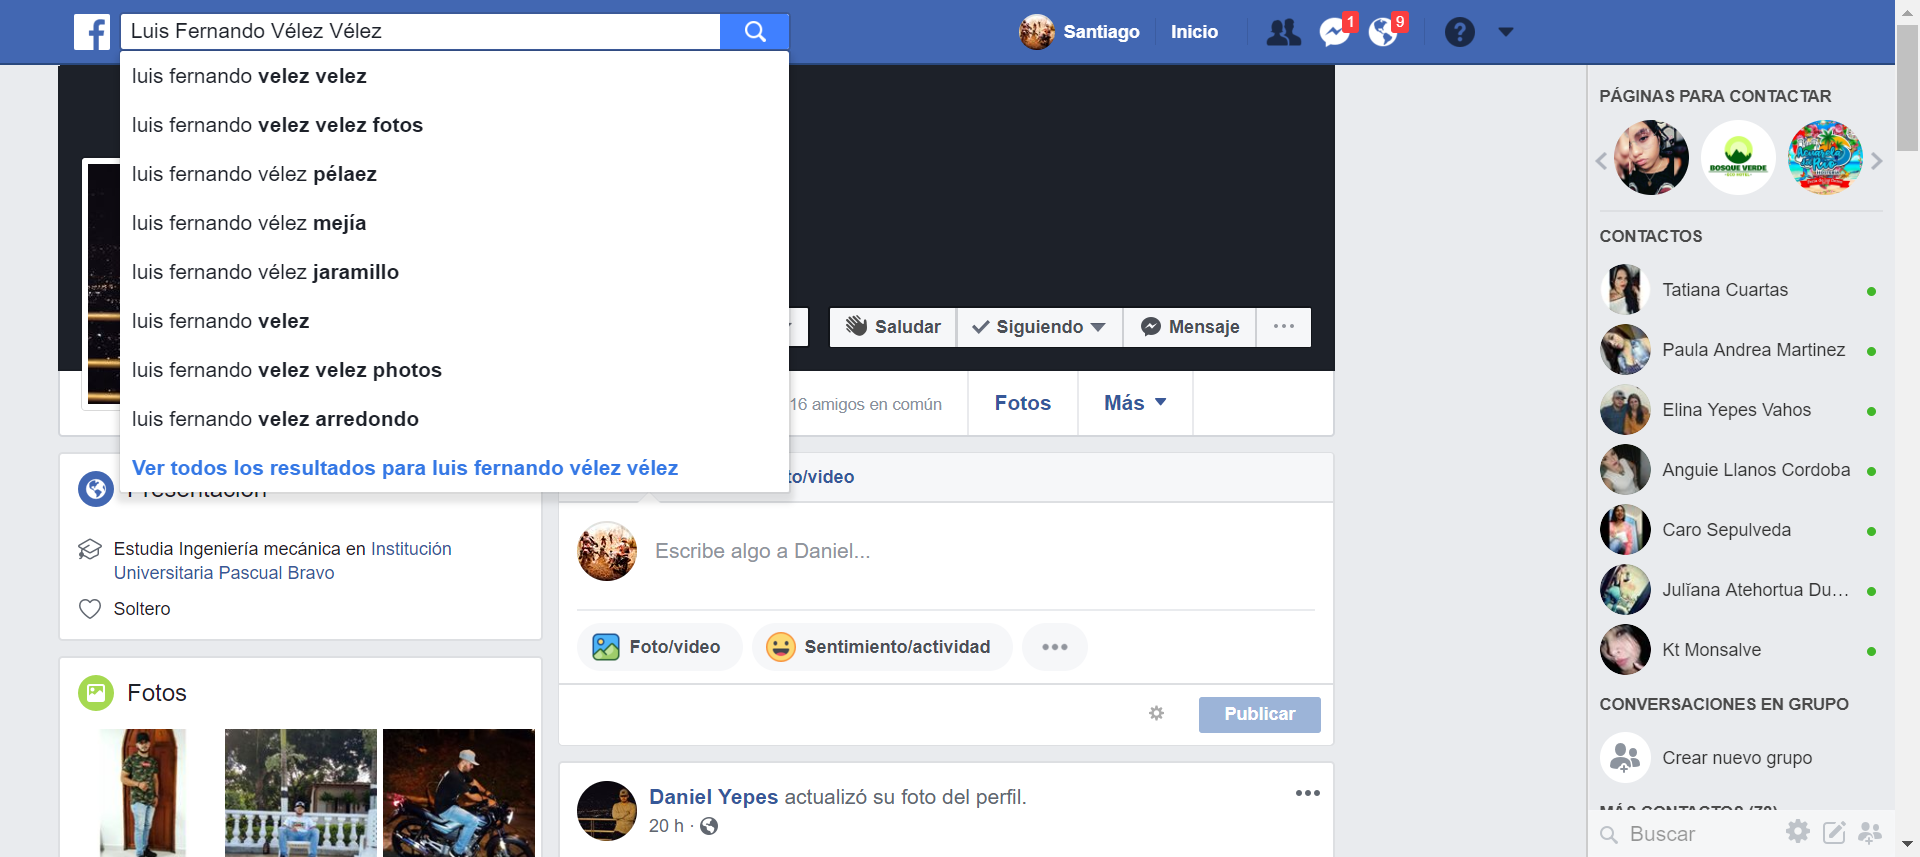 Luis Fernando Vélez Vélez
Santiago
Inicio
1
9
?
luis fernando velez velez
luis fernando velez velez fotos
luis fernando vélez pélaez
luis fernando vélez mejía
luis fernando vélez jaramillo
luis fernando velez
luis fernando velez velez photos
luis fernando velez arredondo
Ver todos los resultados para luis fernando vélez vélez
Saludar
Siguiendo
Mensaje
16 amigos en común
Fotos
Más
Presentación
Estudia Ingeniería mecánica en Institución
Universitaria Pascual Bravo
Soltero
Fotos
to/video
Escribe algo a Daniel...
Foto/video
Sentimiento/actividad
Publicar
Daniel Yepes actualizó su foto del perfil.
20 h ·
PÁGINAS PARA CONTACTAR
BOSQUE VERDE
CONTACTOS
Tatiana Cuartas
Paula Andrea Martinez
Elina Yepes Vahos
Anguie Llanos Cordoba
Caro Sepulveda
Julíana Atehortua Du...
Kt Monsalve
CONVERSACIONES EN GRUPO
Crear nuevo grupo
MÁS CONTACTOS (78)
Buscar